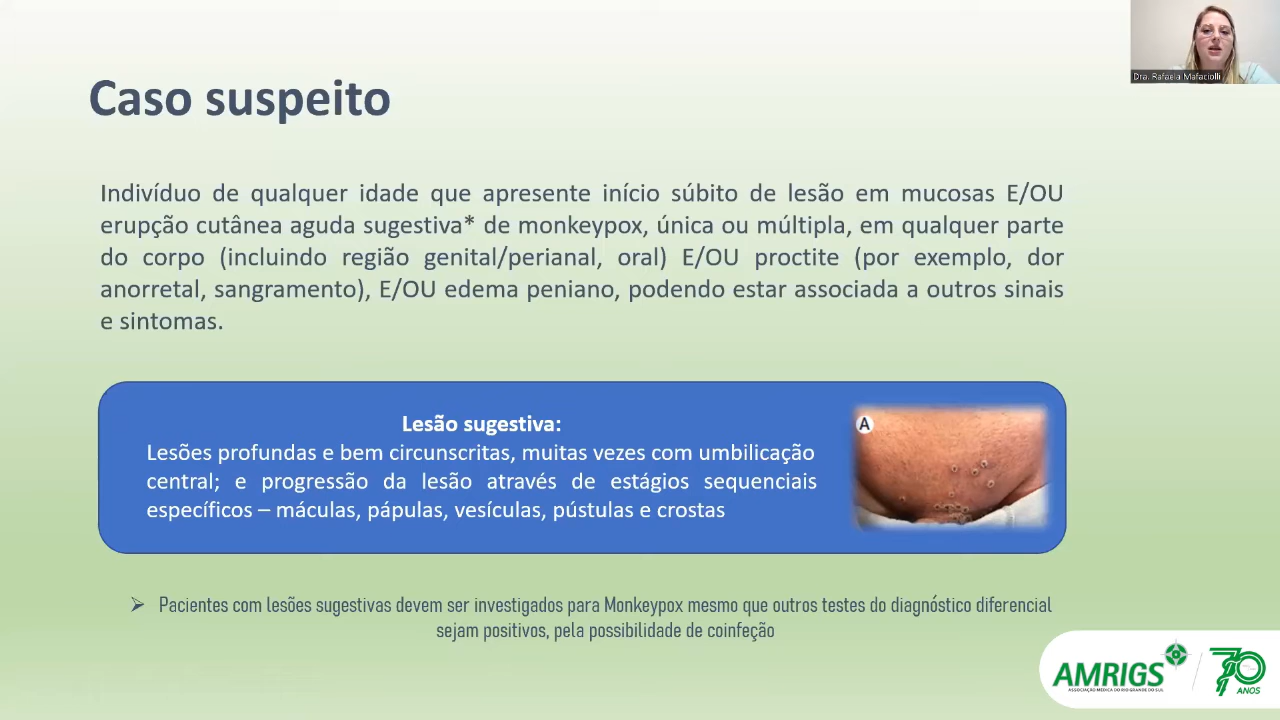 Caso suspeito
Dra. Rafaela Mafaciolli
Indivíduo de qualquer idade que apresente início súbito de lesão em mucosas E/OU
erupção cutânea aguda sugestiva* de monkeypox, única ou múltipla, em qualquer parte
do corpo (incluindo região genital/perianal, oral) E/OU proctite (por exemplo, dor
anorretal, sangramento), E/OU edema peniano, podendo estar associada a outros sinais
e sintomas.
Lesão sugestiva:
Lesões profundas e bem circunscritas, muitas vezes com umbilicação
central; e progressão da lesão através de estágios sequenciais
específicos – máculas, pápulas, vesículas, pústulas e crostas
A
➢ Pacientes com lesões sugestivas devem ser investigados para Monkeypox mesmo que outros testes do diagnóstico diferencial
sejam positivos, pela possibilidade de coinfeção
AMRIGS
ASSOCIAÇÃO MÉDICA DO RIO GRANDE DO SUL
70
ANOS